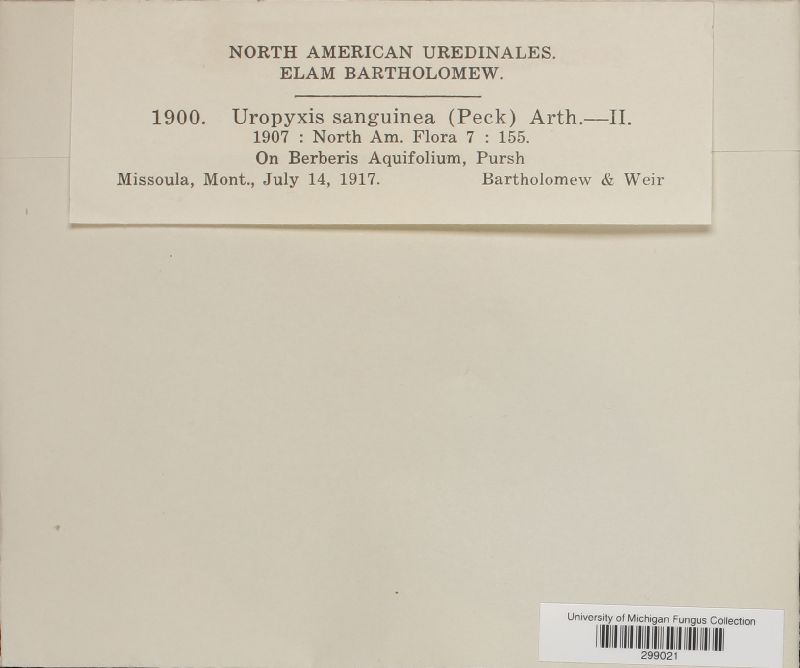 NORTH AMERICAN UREDINALES.
ELAM BARTHOLOMEW.
1900. Uropyxis sanguinea (Peck) Arth.—II.
1907 : North Am. Flora 7 : 155.
On Berberis Aquifolium, Pursh
Missoula, Mont., July 14, 1917. Bartholomew & Weir
University of Michigan Fungus Collection
299021